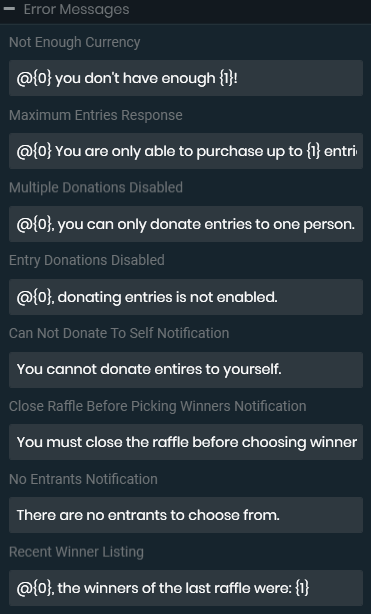 Error Messages
Not Enough Currency
@{0} you don't have enough {1}!
Maximum Entries Response
@{0} You are only able to purchase up to {1} entri
Multiple Donations Disabled
@{0}, you can only donate entries to one person.
Entry Donations Disabled
@{0}, donating entries is not enabled.
Can Not Donate To Self Notification
You cannot donate entires to yourself.
Close Raffle Before Picking Winners Notification
You must close the raffle before choosing winner
No Entrants Notification
There are no entrants to choose from.
Recent Winner Listing
@{0}, the winners of the last raffle were: {1}